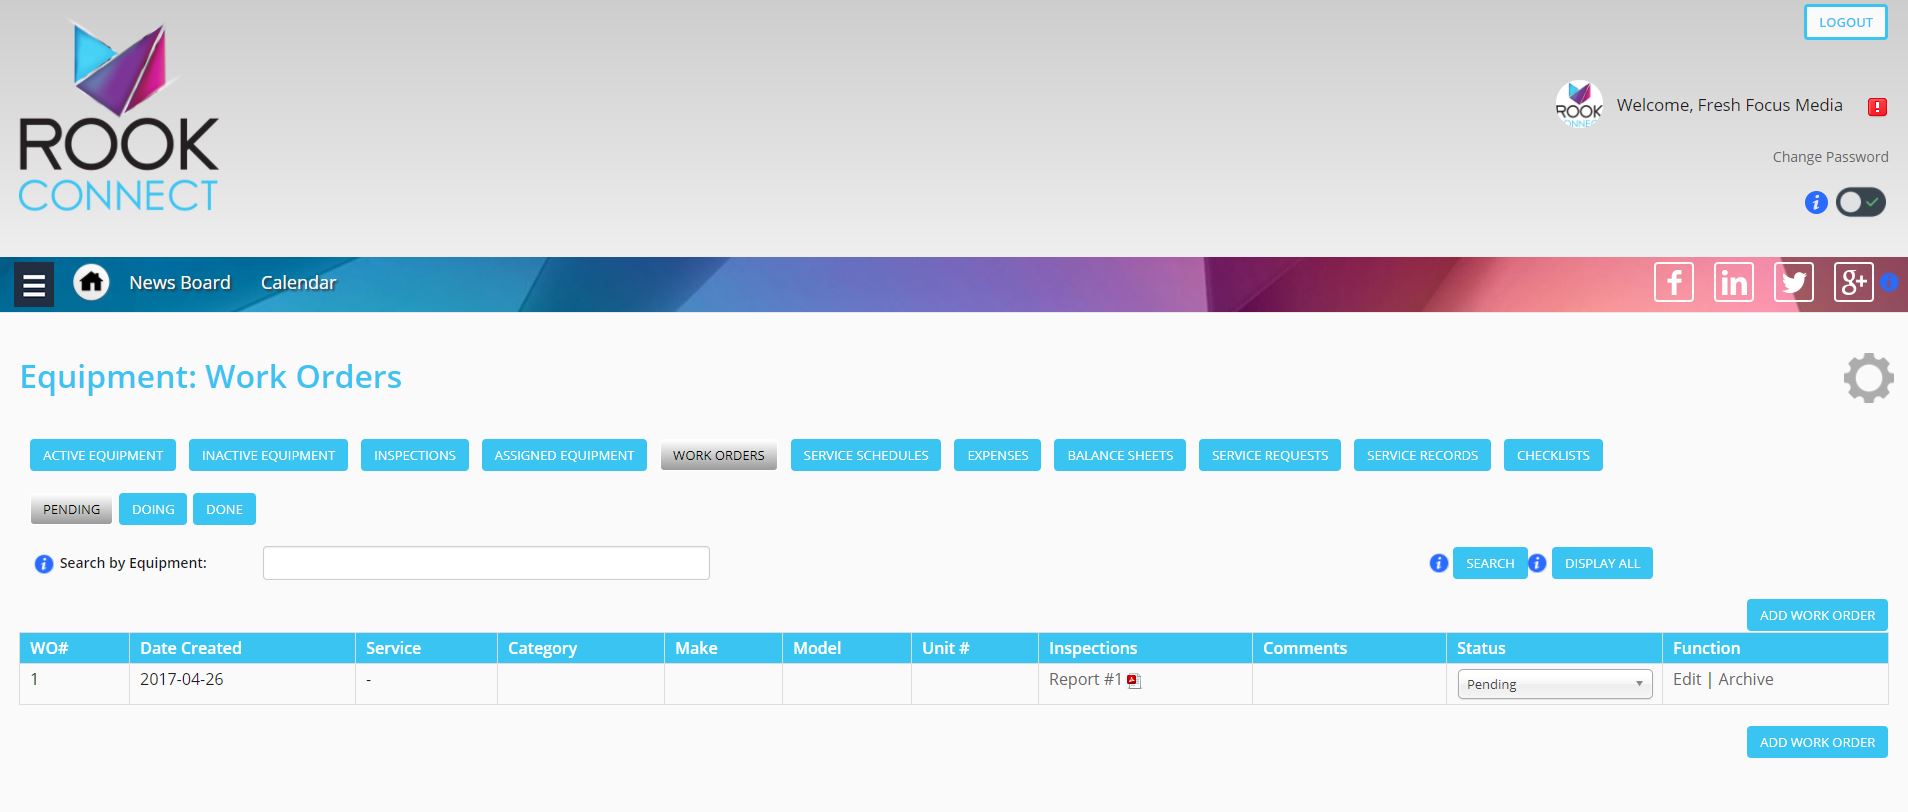 LOGOUT
ROOK
CONNECT
ROOK
CONNECT
Welcome, Fresh Focus Media
Change Password
News Board Calendar
Equipment: Work Orders
ACTIVE EQUIPMENT INACTIVE EQUIPMENT INSPECTIONS ASSIGNED EQUIPMENT WORK ORDERS SERVICE SCHEDULES EXPENSES BALANCE SHEETS SERVICE REQUESTS SERVICE RECORDS CHECKLISTS
PENDING DOING DONE
Search by Equipment: SEARCH DISPLAY ALL
ADD WORK ORDER
WO# Date Created Service Category Make Model Unit # Inspections Comments Status Function
1 2017-04-26 - Report #1 Pending Edit | Archive
ADD WORK ORDER